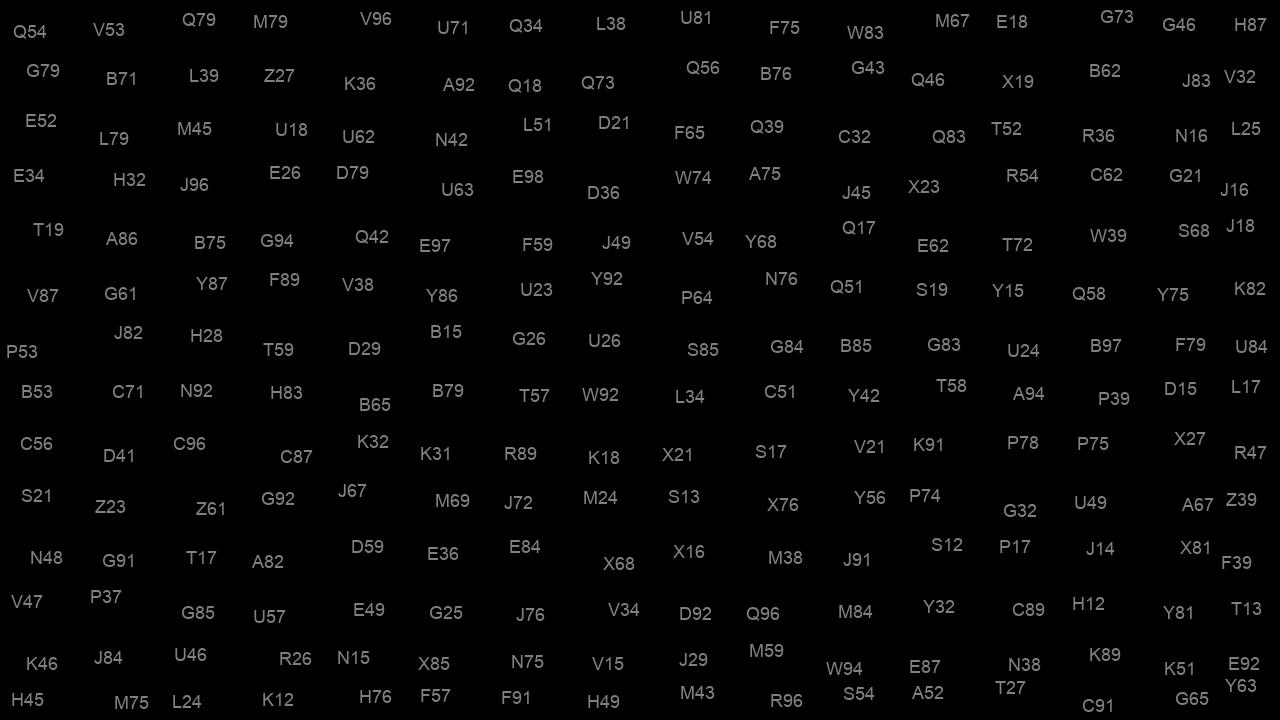 Q54 V53 Q79 M79 V96 U71 Q34 L38 U81 F75 W83 M67 E18 G73 G46 H87
G79 B71 L39 Z27 K36 A92 Q18 Q73 Q56 B76 G43 Q46 X19 B62 J83 V32
E52 L79 M45 U18 U62 N42 L51 D21 F65 Q39 C32 Q83 T52 R36 N16 L25
E34 H32 J96 E26 D79 U63 E98 D36 W74 A75 J45 X23 R54 C62 G21 J16
T19 A86 B75 G94 Q42 E97 F59 J49 V54 Y68 Q17 E62 T72 W39 S68 J18
V87 G61 Y87 F89 V38 Y86 U23 Y92 P64 N76 Q51 S19 Y15 Q58 Y75 K82
P53 J82 H28 T59 D29 B15 G26 U26 S85 G84 B85 G83 U24 B97 F79 U84
B53 C71 N92 H83 B65 B79 T57 W92 L34 C51 Y42 T58 A94 P39 D15 L17
C56 D41 C96 C87 K32 K31 R89 K18 X21 S17 V21 K91 P78 P75 X27 R47
S21 Z23 Z61 G92 J67 M69 J72 M24 S13 X76 Y56 P74 G32 U49 A67 Z39
N48 G91 T17 A82 D59 E36 E84 X68 X16 M38 J91 S12 P17 J14 X81 F39
V47 P37 G85 U57 E49 G25 J76 V34 D92 Q96 M84 Y32 C89 H12 Y81 T13
K46 J84 U46 R26 N15 X85 N75 V15 J29 M59 W94 E87 N38 K89 K51 E92
H45 M75 L24 K12 H76 F57 F91 H49 M43 R96 S54 A52 T27 C91 G65 Y63